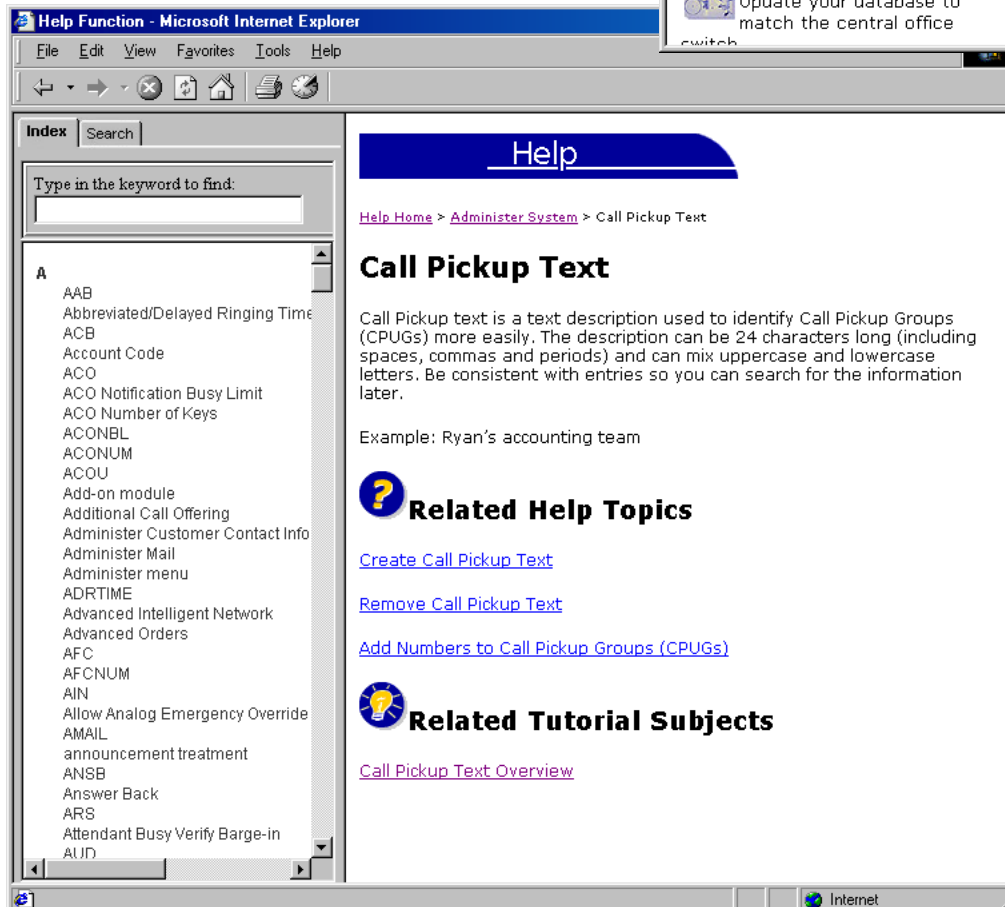 Update your database to
match the central office
switch
Help Function - Microsoft Internet Explorer
File Edit View Favorites Tools Help
Index Search
Type in the keyword to find:
A
AAB
Abbreviated/Delayed Ringing Time
ACB
Account Code
ACO
ACO Notification Busy Limit
ACO Number of Keys
ACONBL
ACONUM
ACOU
Add-on module
Additional Call Offering
Administer Customer Contact Info
Administer Mail
Administer menu
ADRTIME
Advanced Intelligent Network
Advanced Orders
AFC
AFCNUM
AIN
Allow Analog Emergency Override
AMAIL
announcement treatment
ANSB
Answer Back
ARS
Attendant Busy Verify Barge-in
AUD
Help
Help Home > Administer System > Call Pickup Text
Call Pickup Text
Call Pickup text is a text description used to identify Call Pickup Groups
(CPUGs) more easily. The description can be 24 characters long (including
spaces, commas and periods) and can mix uppercase and lowercase
letters. Be consistent with entries so you can search for the information
later.
Example: Ryan's accounting team
Related Help Topics
Create Call Pickup Text
Remove Call Pickup Text
Add Numbers to Call Pickup Groups (CPUGs)
Related Tutorial Subjects
Call Pickup Text Overview
Internet